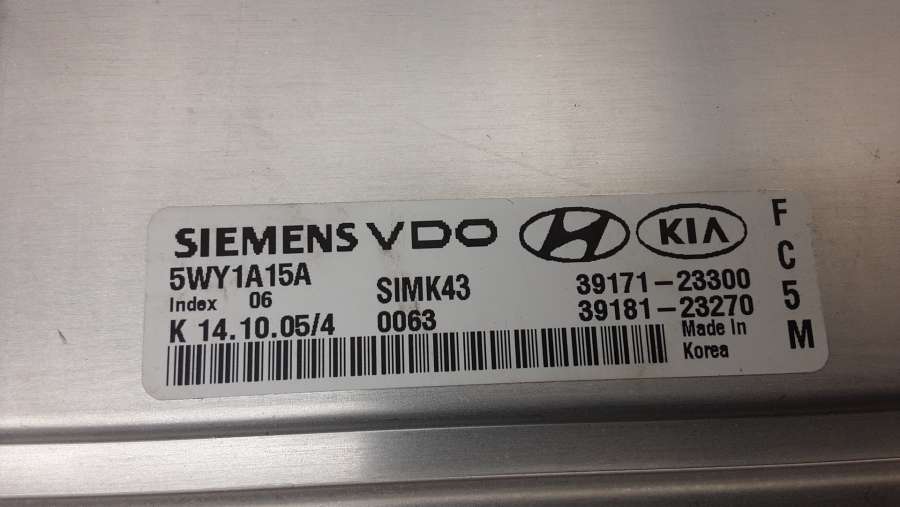 SIEMENS VDO H KIA
5WY1A15A
Index 06
K 14.10.05/4
SIMK43
0063
39171-23300
39181-23270
Made In
Korea
F
C
5
M